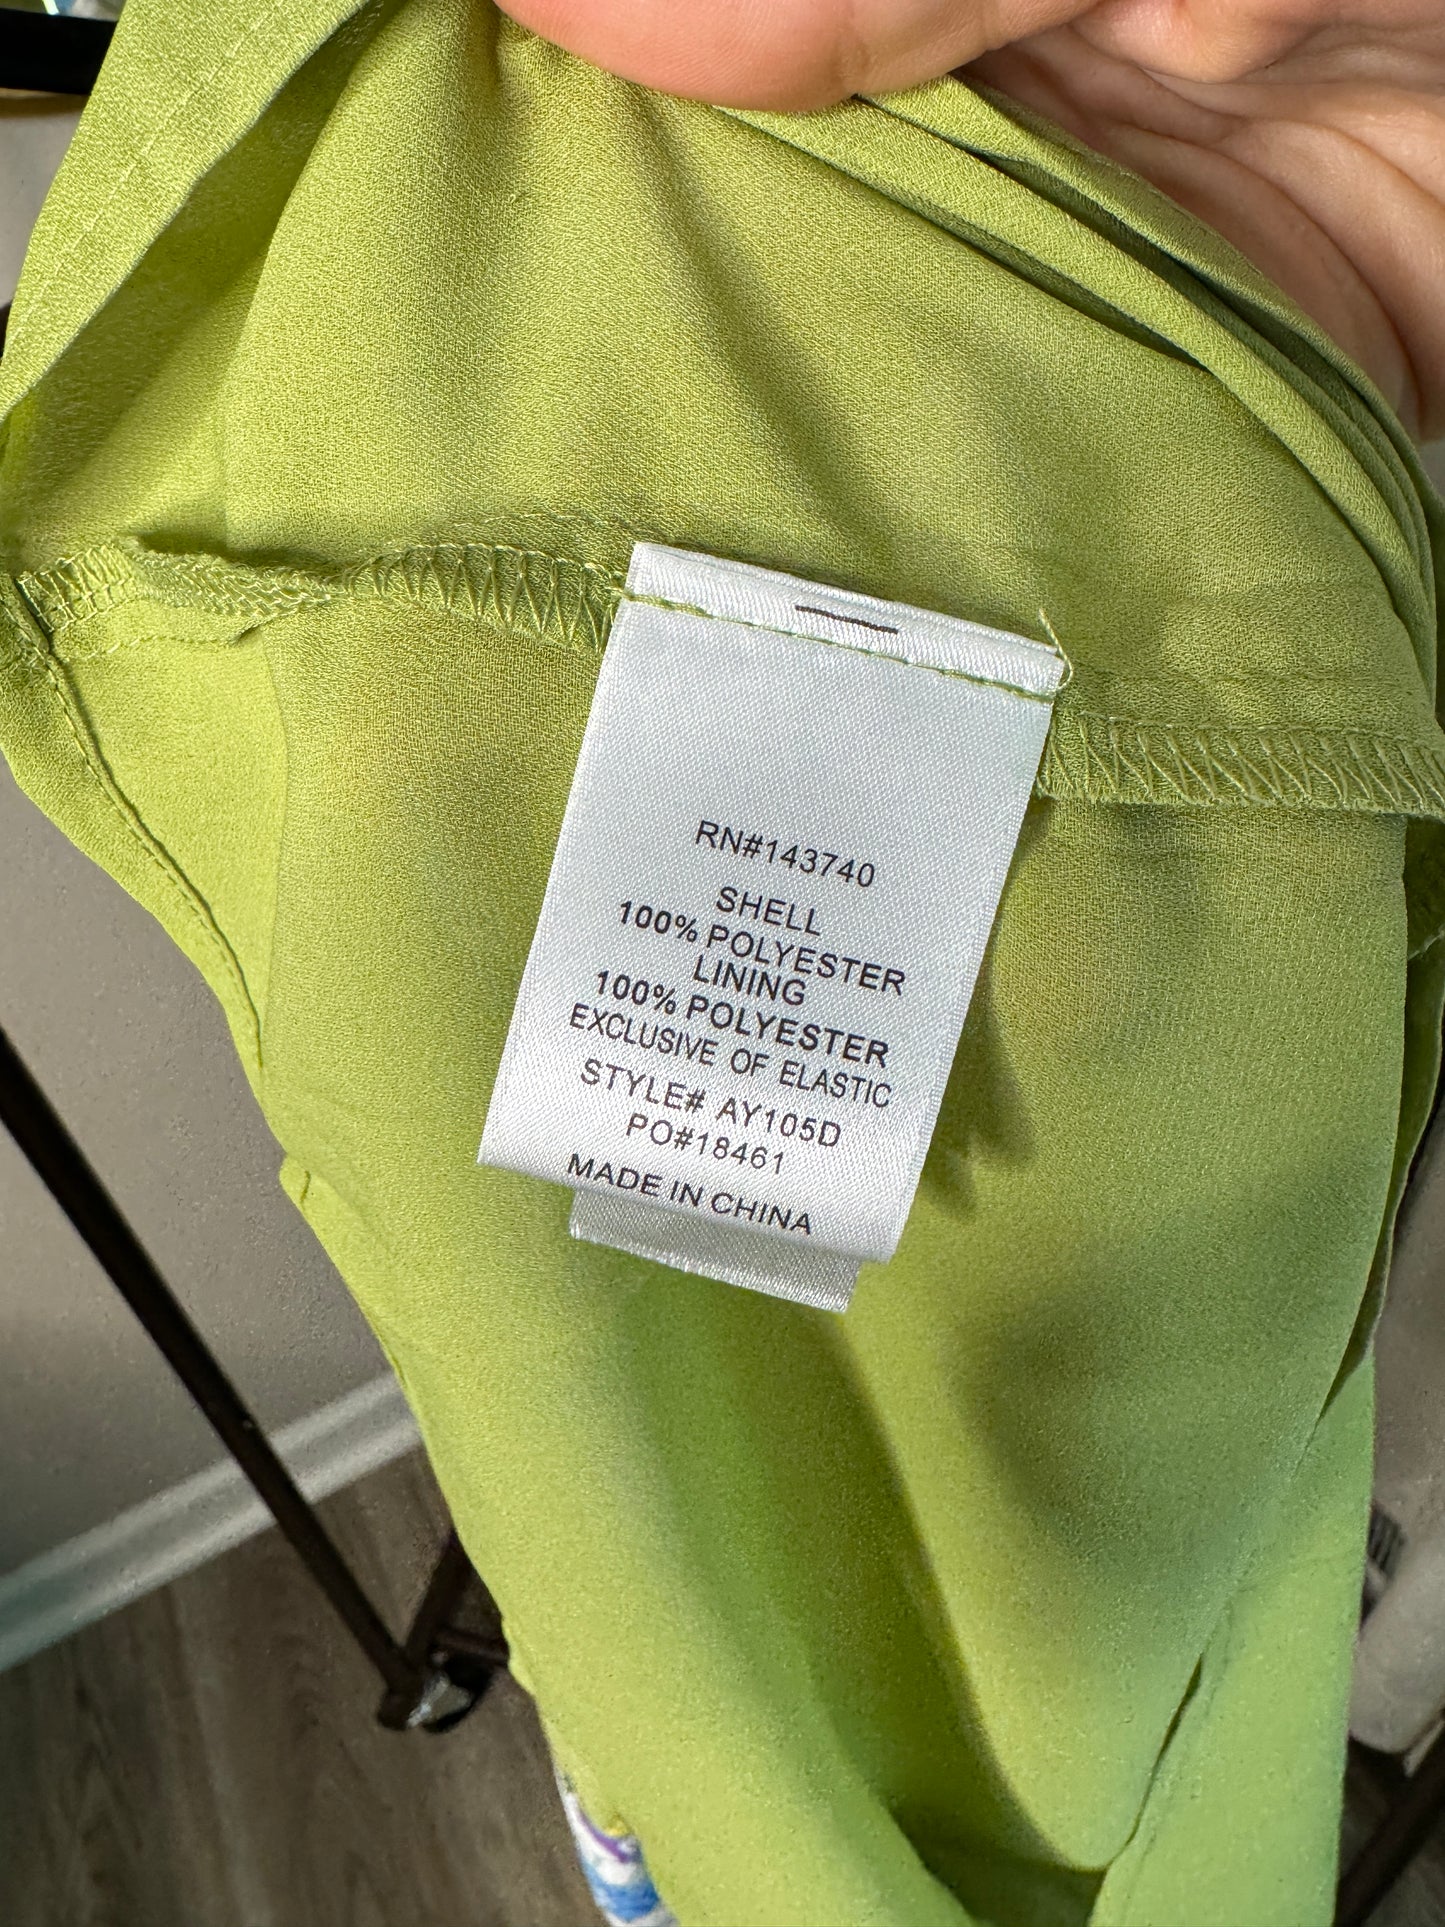 RN#143740
SHELL
100% POLYESTER
LINING
100% POLYESTER
EXCLUSIVE OF ELASTIC
STYLE# AY105D
PO#18461
MADE IN CHINA